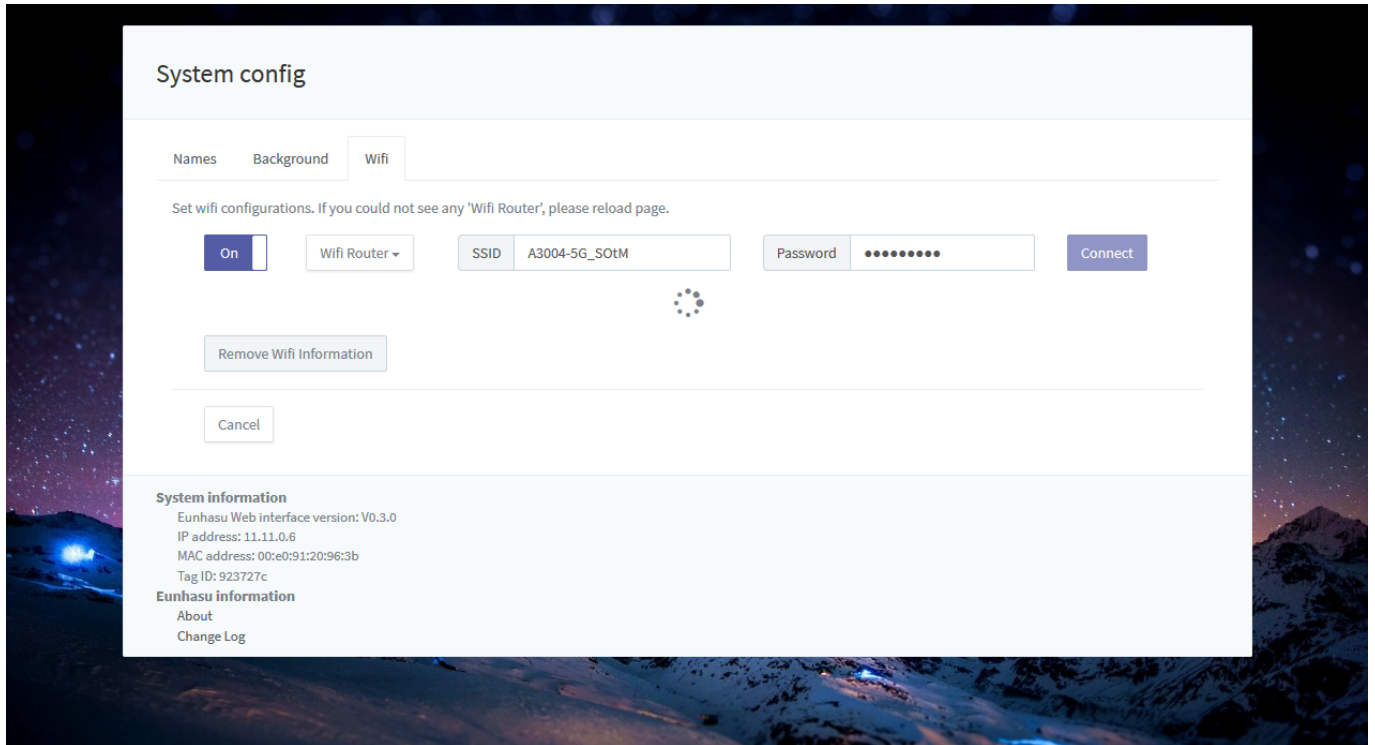 System config
Names Background Wifi
Set wifi configurations. If you could not see any 'Wifi Router', please reload page.
On Wifi Router SSID A3004-5G_SOtM Password ●●●●●●●●● Connect
Remove Wifi Information
Cancel
System information
Eunhasu Web interface version: V0.3.0
IP address: 11.11.0.6
MAC address: 00:e0:91:20:96:3b
Tag ID: 923727c
Eunhasu information
About
Change Log